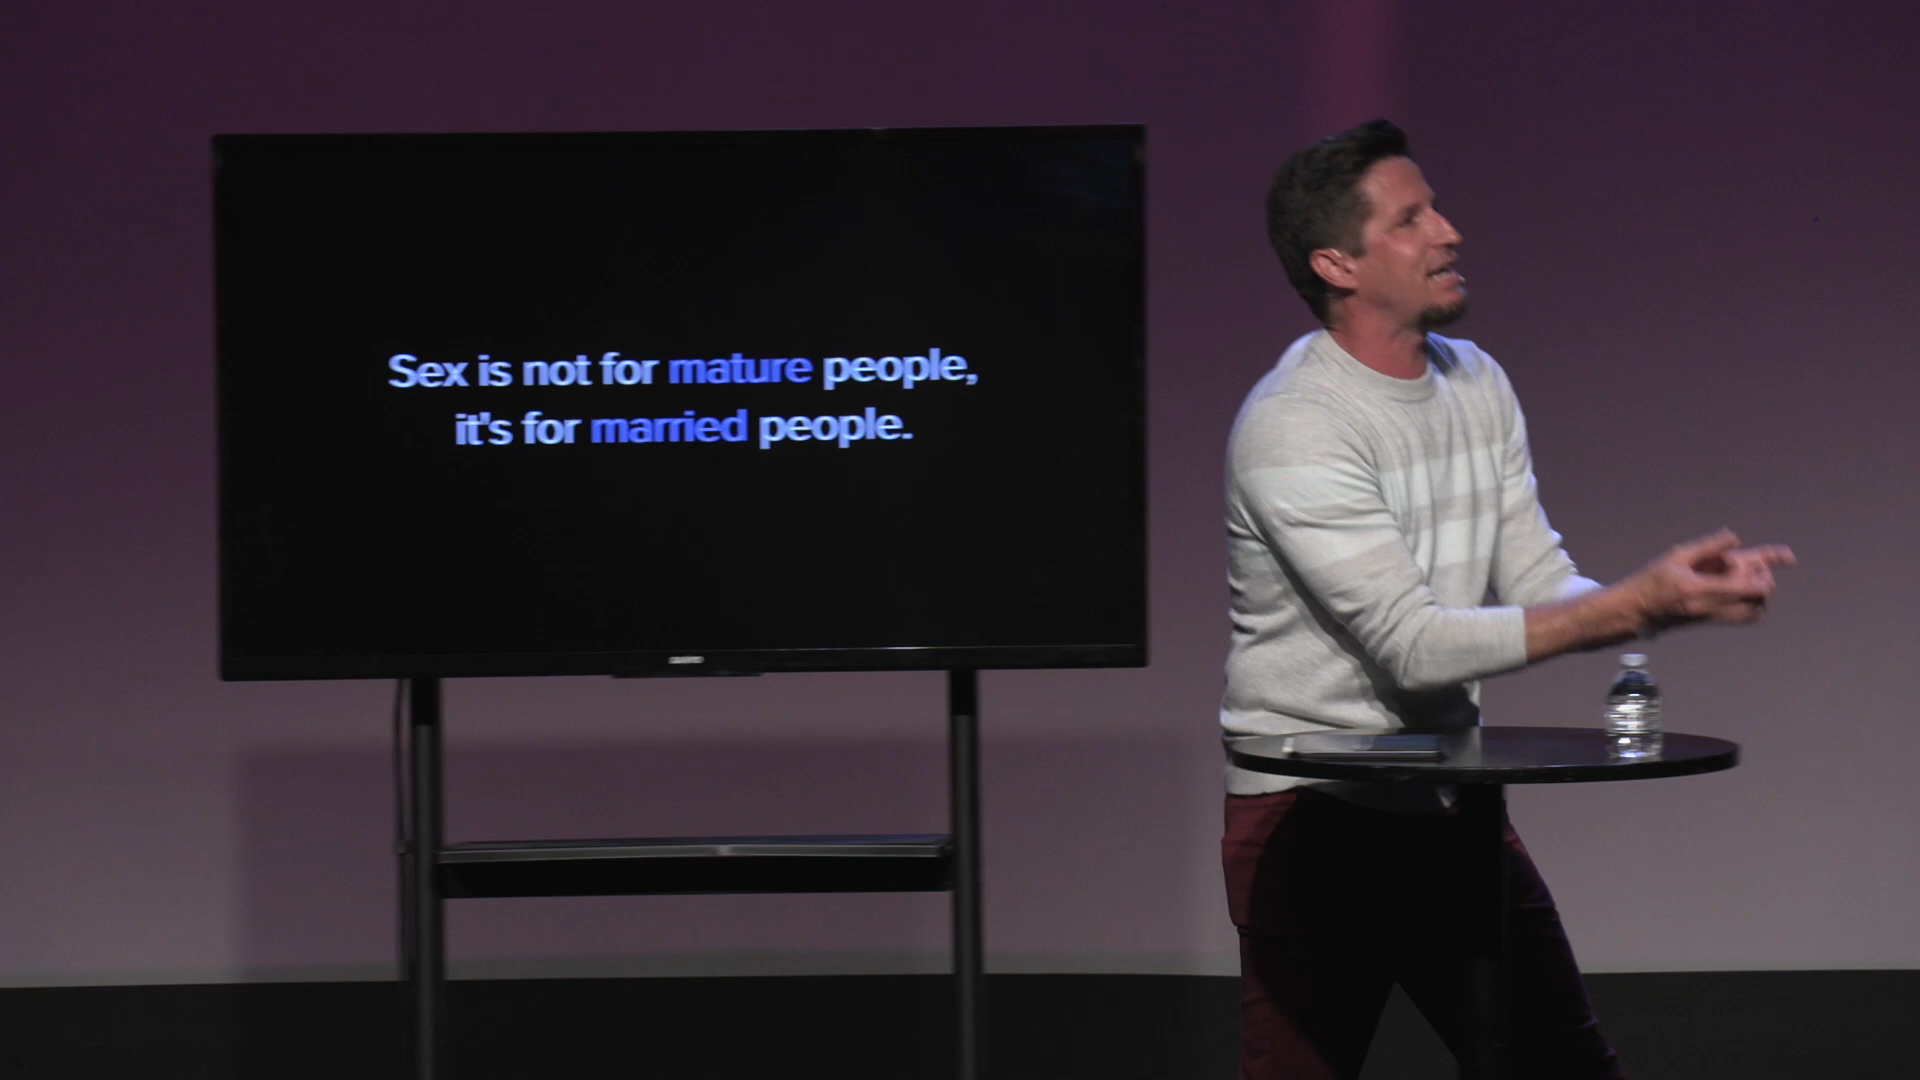 Sex is not for mature people,
it's for married people.